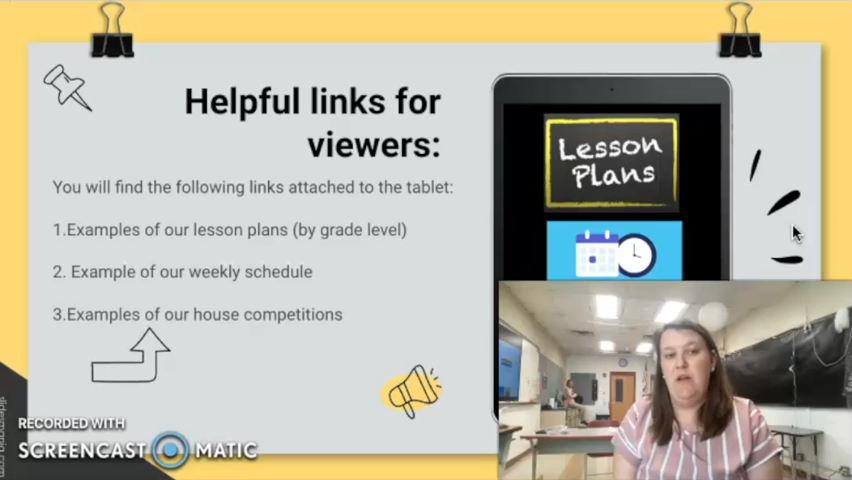 Helpful links for
viewers:
You will find the following links attached to the tablet:
1.Examples of our lesson plans (by grade level)
2. Example of our weekly schedule
3.Examples of our house competitions
Lesson
Plans
RECORDED WITH
SCREENCAST MATIC
slidesmania.com